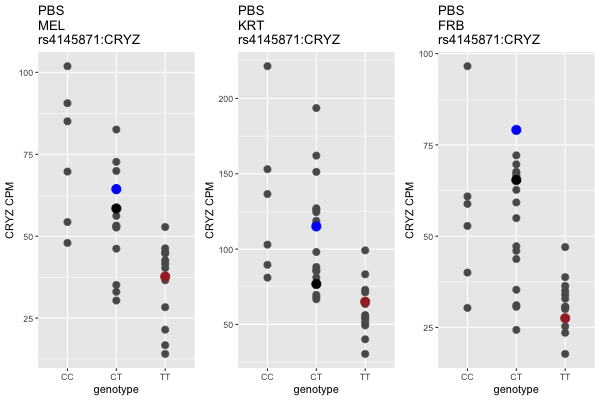 PBS
MEL
rs4145871:CRYZ
100
75
50
25
CRYZ CPM
CC CT TT
genotype
PBS
KRT
rs4145871:CRYZ
200
150
100
50
CRYZ CPM
CC CT TT
genotype
PBS
FRB
rs4145871:CRYZ
100
75
50
25
CRYZ CPM
CC CT TT
genotype